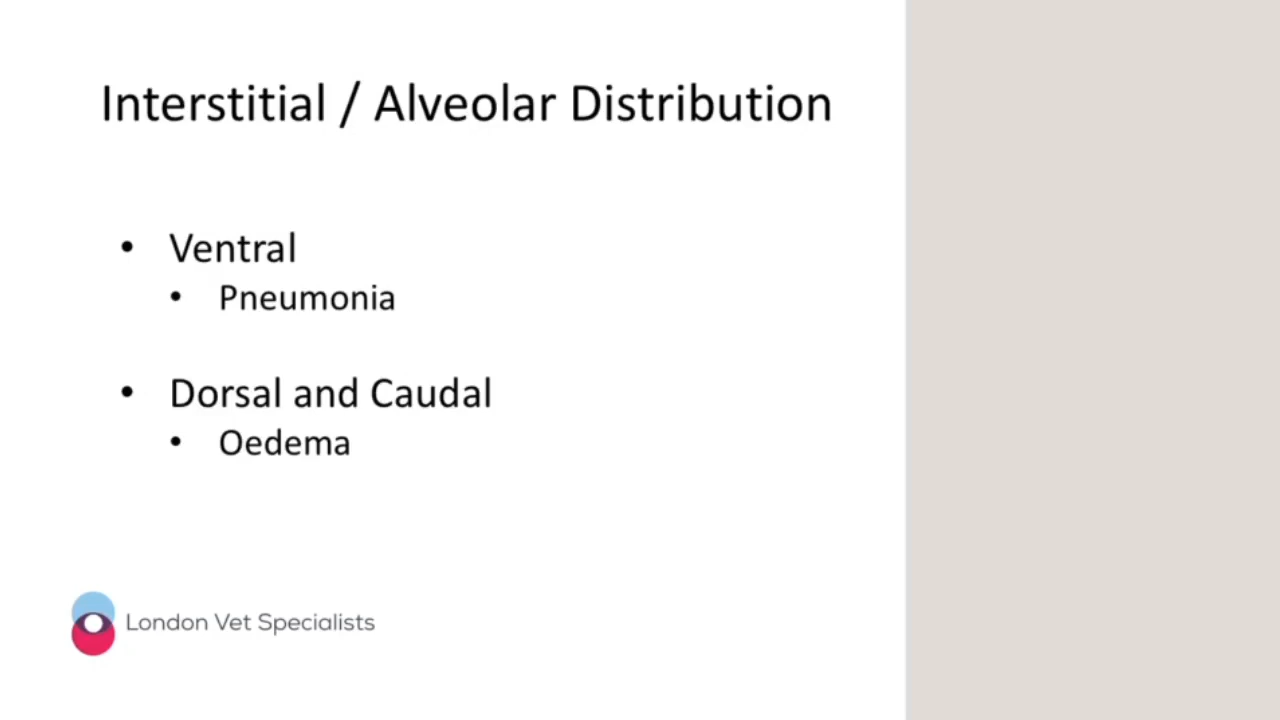 Interstitial / Alveolar Distribution
• Ventral
• Pneumonia
• Dorsal and Caudal
• Oedema
London Vet Specialists